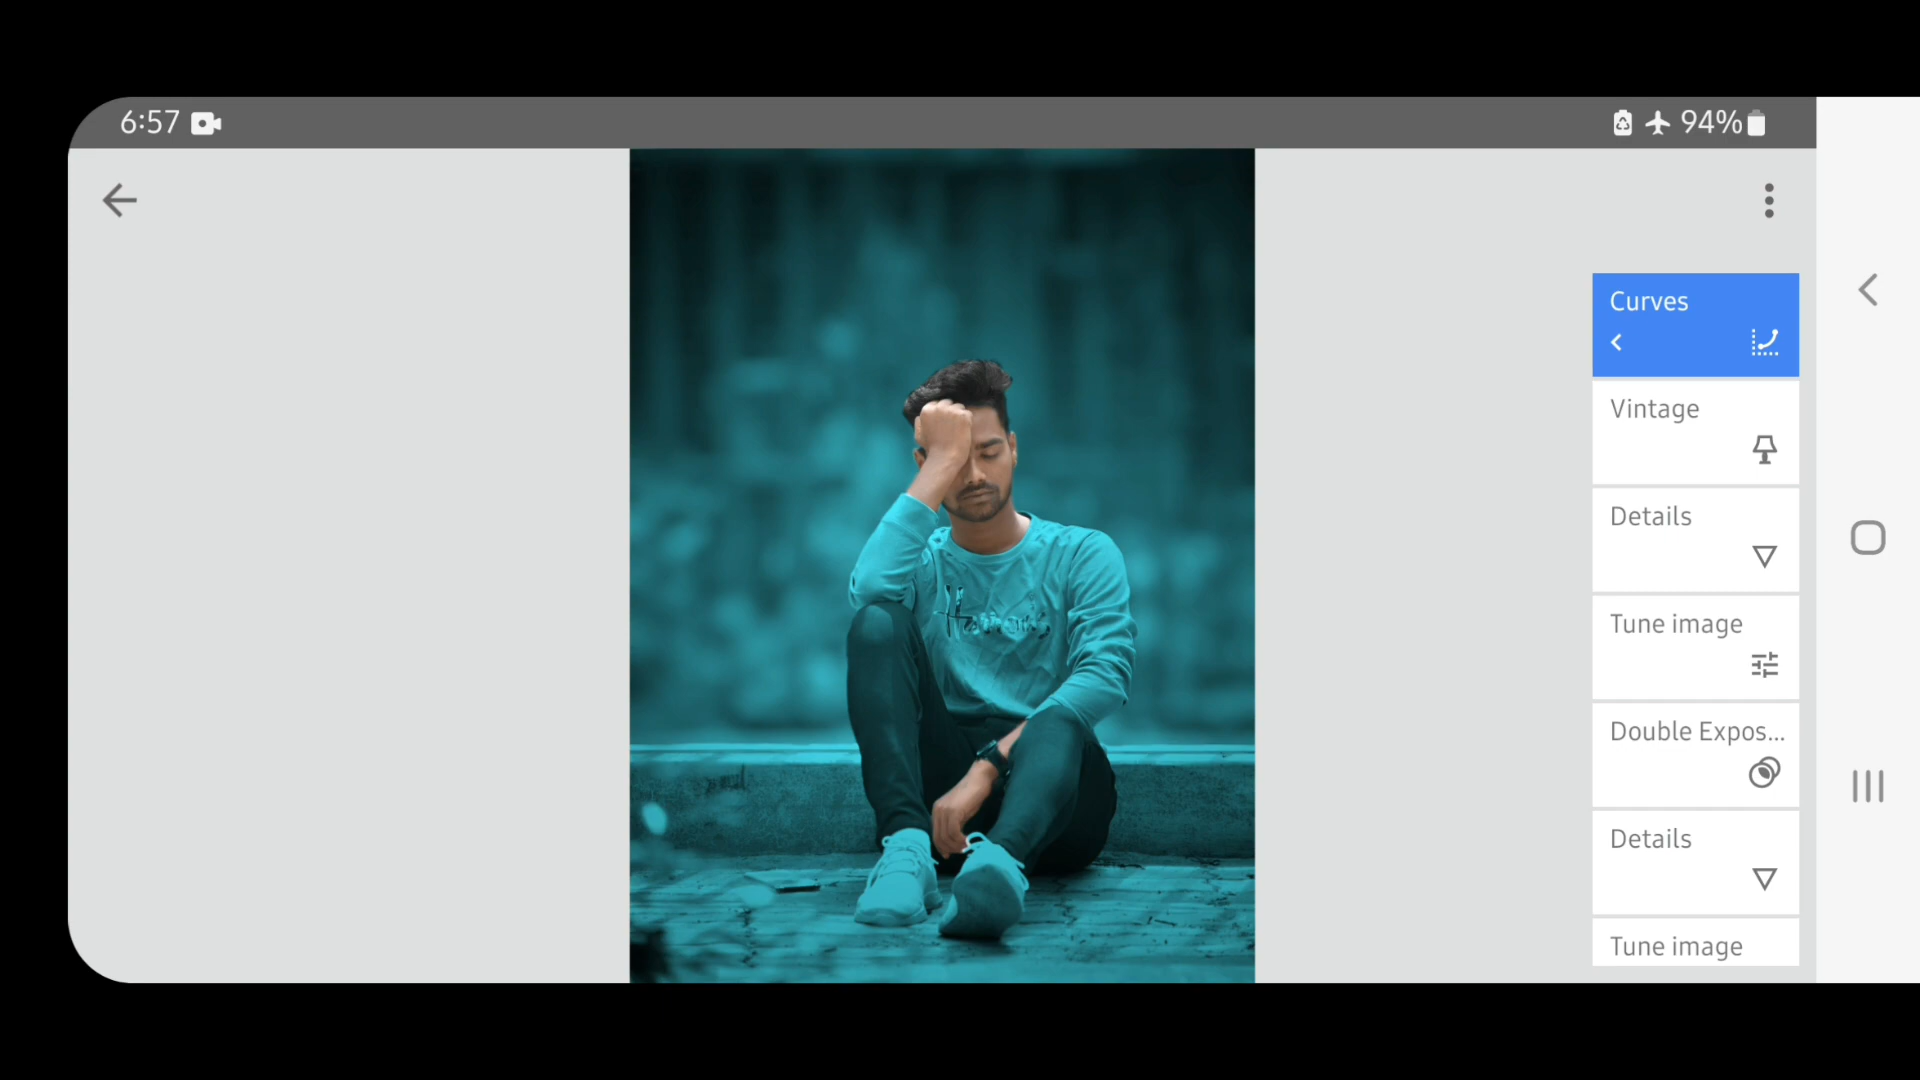 6:57
94%
Curves
Vintage
Details
Tune image
Double Expos...
Details
Tune image